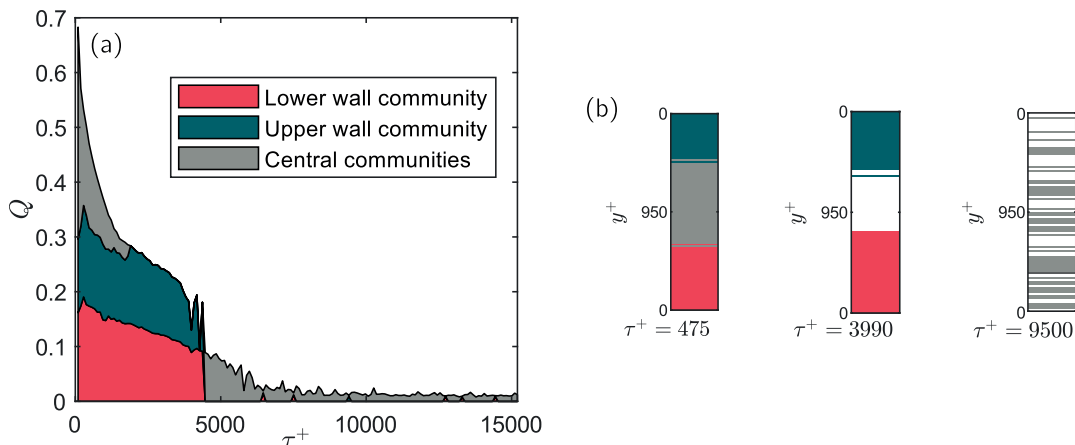 (a)
0.7
0.6
0.5
0.4
0.3
0.2
0.1
0
Q
Lower wall community
Upper wall community
Central communities
0
5000
10000
15000
τ⁺
(b)
0
950
0
y⁺
τ⁺ = 475
0
950
0
y⁺
τ⁺ = 3990
0
950
0
y⁺
τ⁺ = 9500